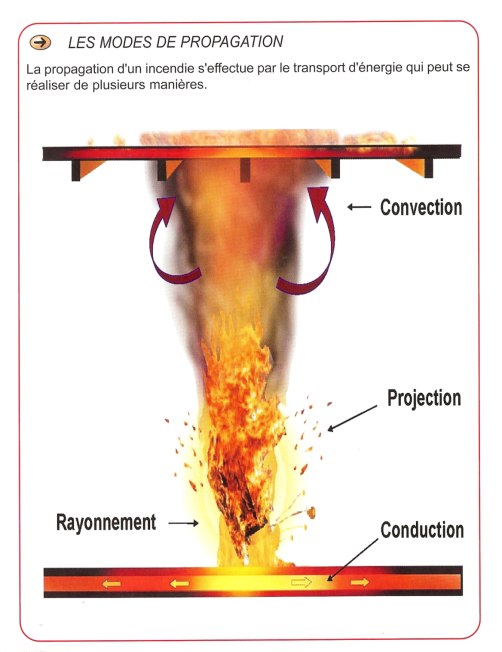 LES MODES DE PROPAGATION
La propagation d'un incendie s'effectue par le transport d'énergie qui peut se
réaliser de plusieurs manières.
Convection
Projection
Rayonnement
Conduction